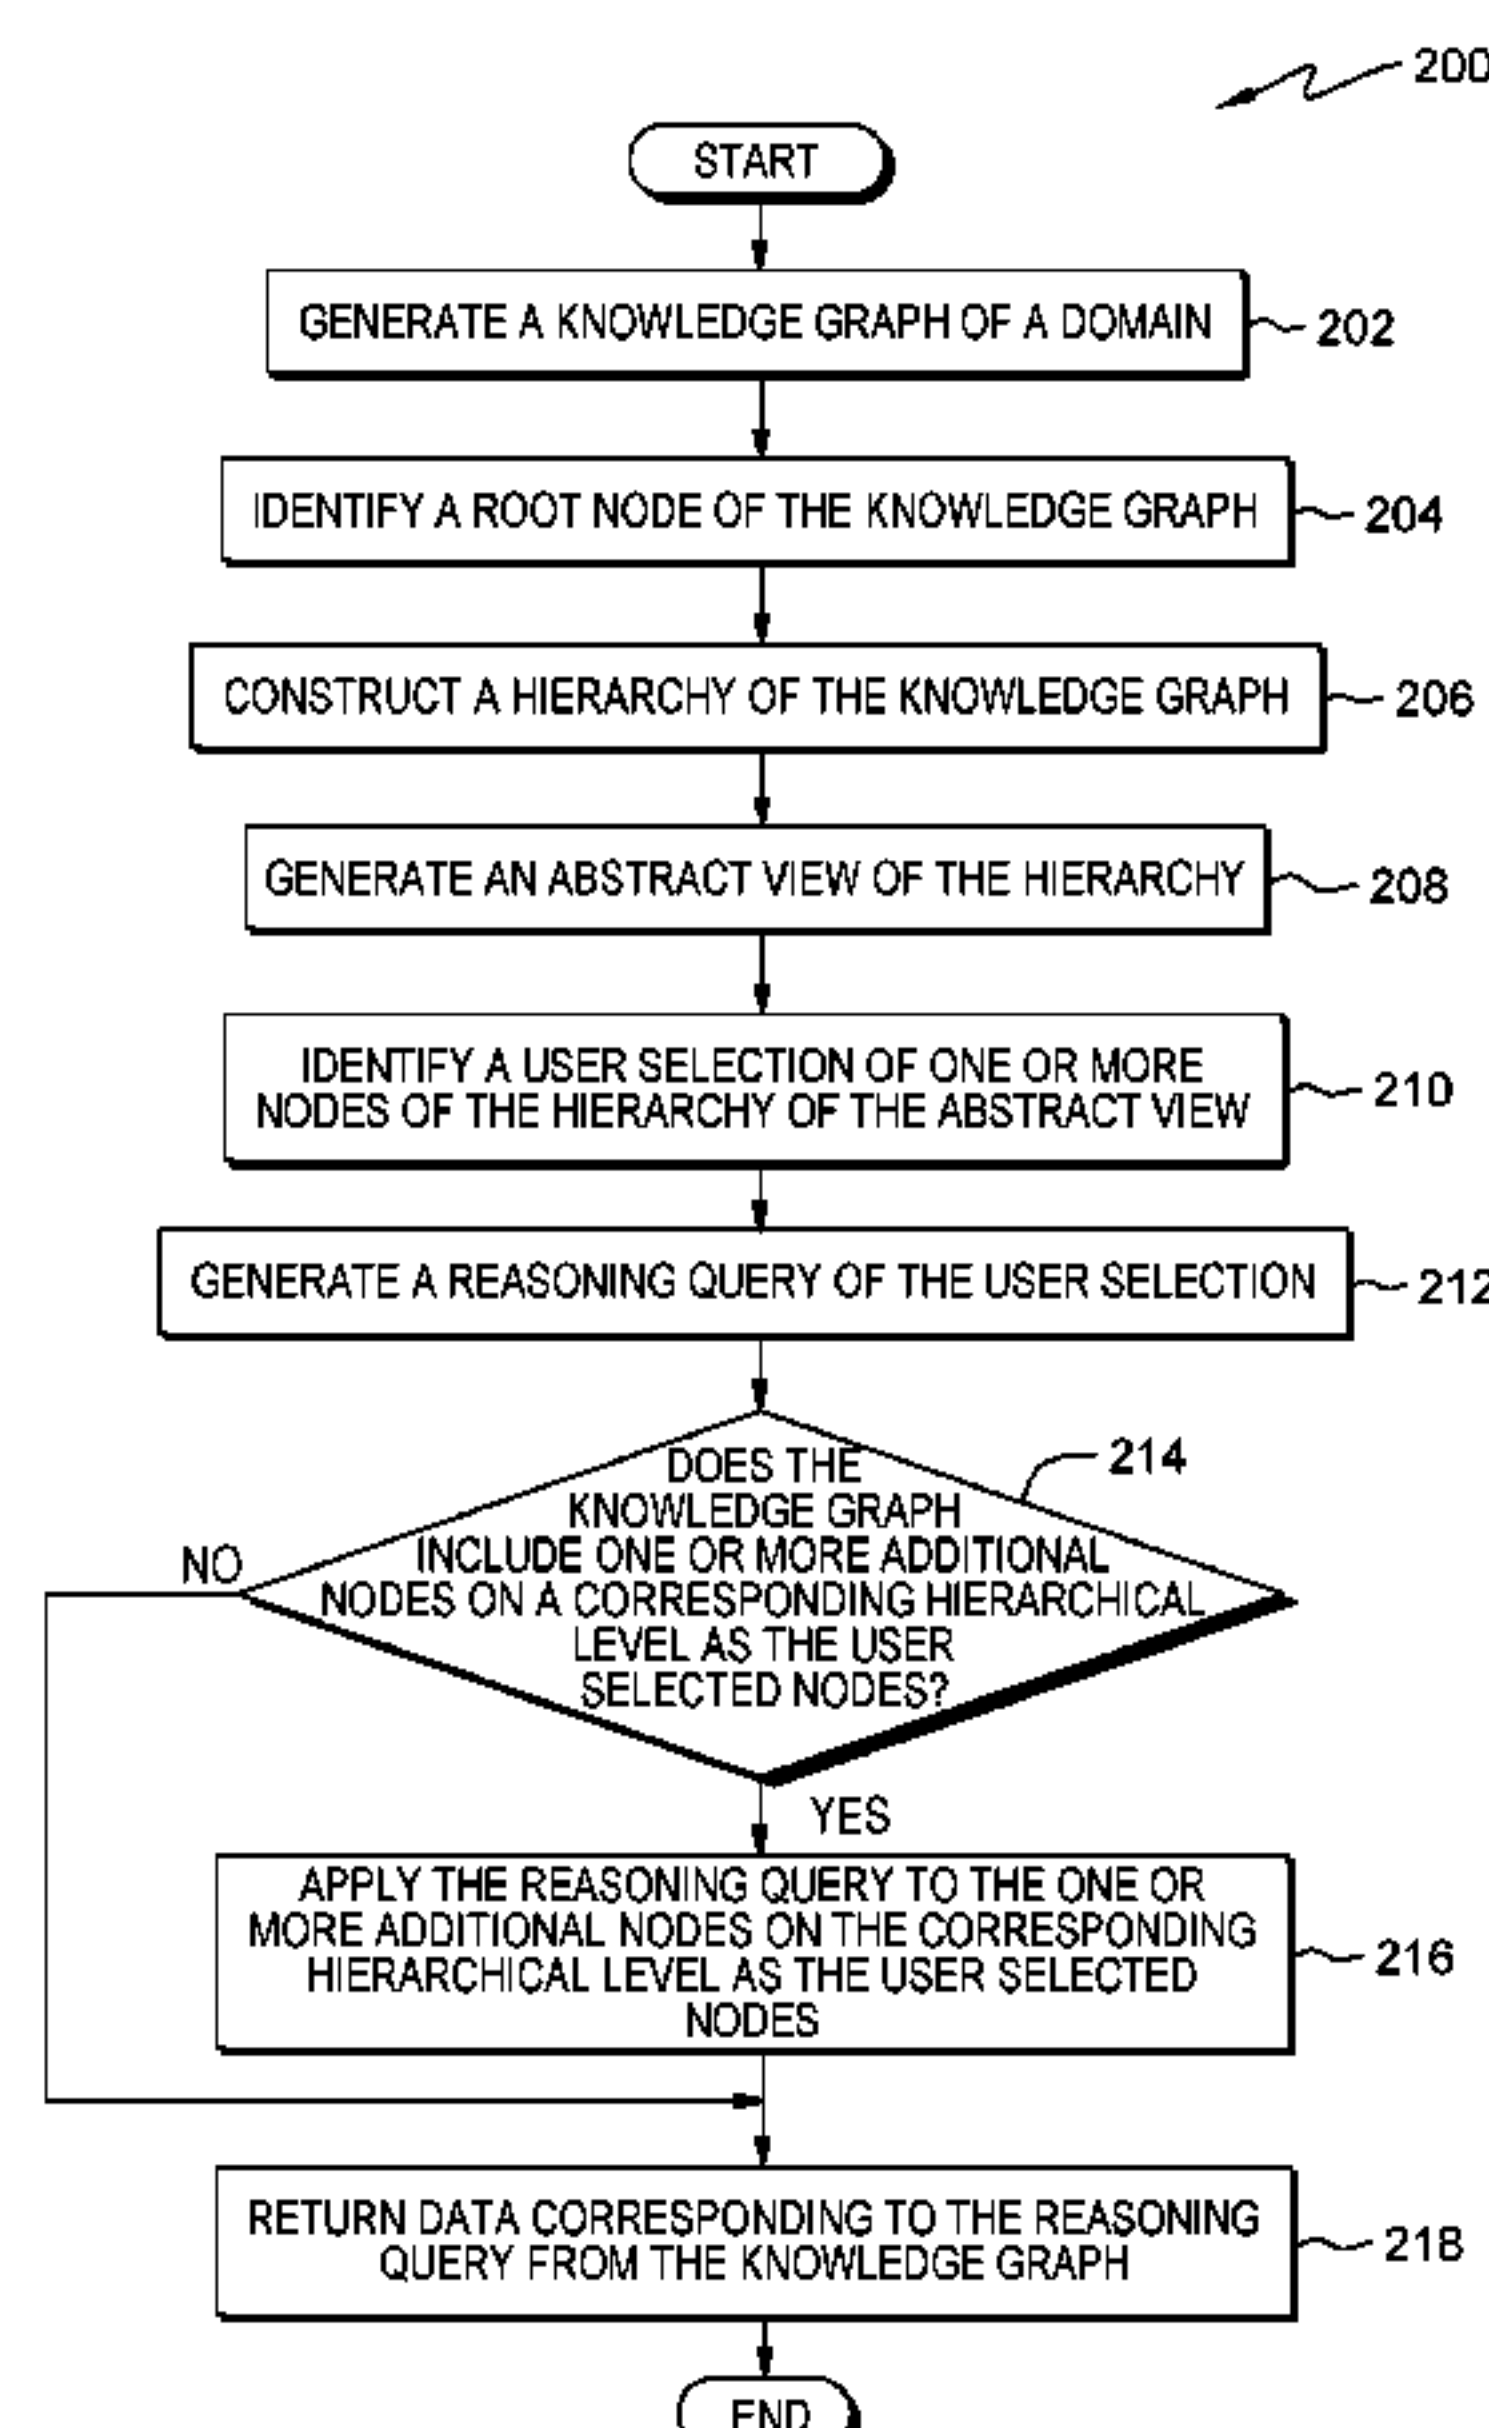 200
START
GENERATE A KNOWLEDGE GRAPH OF A DOMAIN
202
IDENTIFY A ROOT NODE OF THE KNOWLEDGE GRAPH
204
CONSTRUCT A HIERARCHY OF THE KNOWLEDGE GRAPH
206
GENERATE AN ABSTRACT VIEW OF THE HIERARCHY
208
IDENTIFY A USER SELECTION OF ONE OR MORE
NODES OF THE HIERARCHY OF THE ABSTRACT VIEW
210
GENERATE A REASONING QUERY OF THE USER SELECTION
212
DOES THE
KNOWLEDGE GRAPH
INCLUDE ONE OR MORE ADDITIONAL
NODES ON A CORRESPONDING HIERARCHICAL
LEVEL AS THE USER
SELECTED NODES?
214
NO
YES
APPLY THE REASONING QUERY TO THE ONE OR
MORE ADDITIONAL NODES ON THE CORRESPONDING
HIERARCHICAL LEVEL AS THE USER SELECTED
NODES
216
RETURN DATA CORRESPONDING TO THE REASONING
QUERY FROM THE KNOWLEDGE GRAPH
218
END